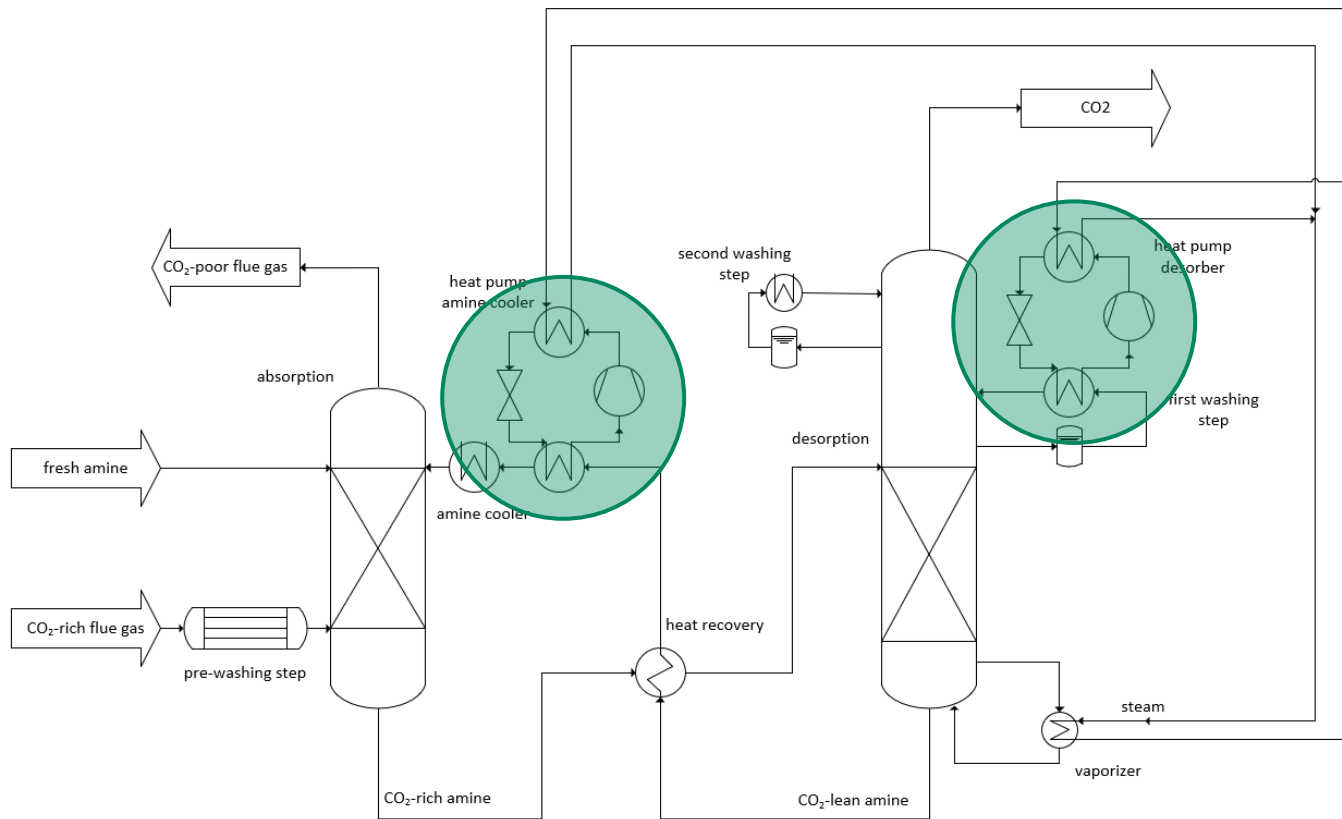 CO2
CO₂-poor flue gas
second washing
step
heat pump
desorber
heat pump
amine cooler
absorption
first washing
step
desorption
fresh amine
amine cooler
CO₂-rich flue gas
heat recovery
pre-washing step
steam
vaporizer
CO₂-rich amine
CO₂-lean amine